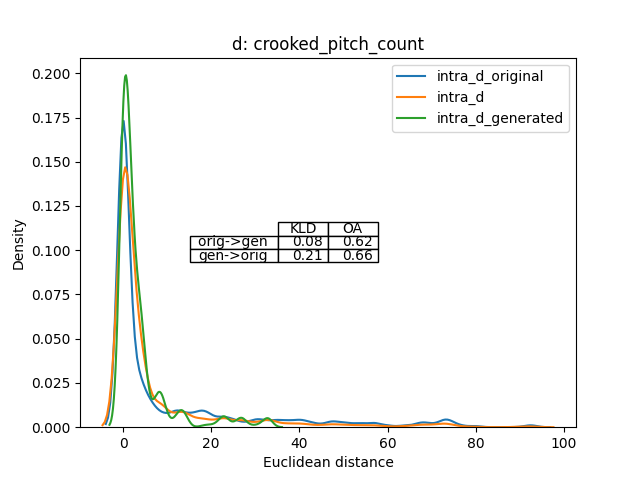 d: crooked_pitch_count
0.200
0.175
0.150
0.125
0.100
0.075
0.050
0.025
0.000
Density
intra_d_original
intra_d
intra_d_generated
KLD OA
orig->gen 0.08 0.62
gen->orig 0.21 0.66
0 20 40 60 80 100
Euclidean distance